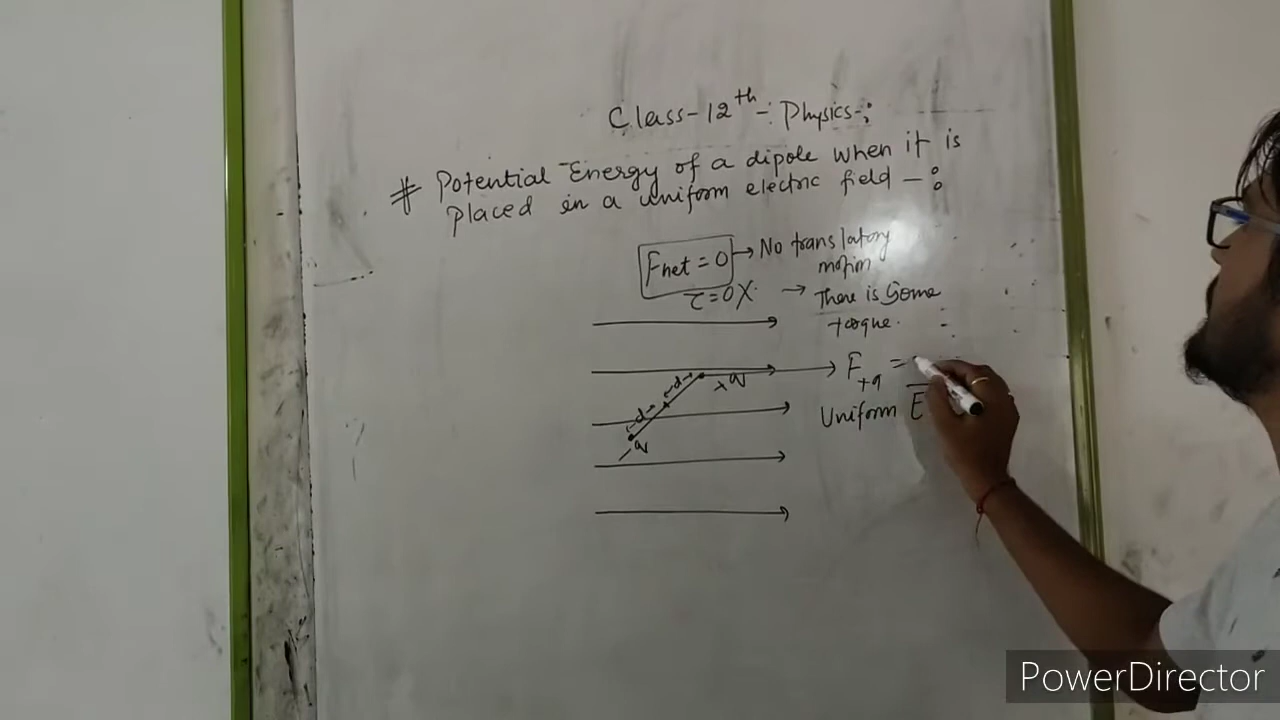 Class-12th-: Physics-:
# Potential Energy of a dipole when it is
placed in a uniform electric field -:
Fnet = 0 → No translatory
motion
τ = 0 X → There is some
torque.
F+q =
+q
Uniform E
d
d
-q
PowerDirector